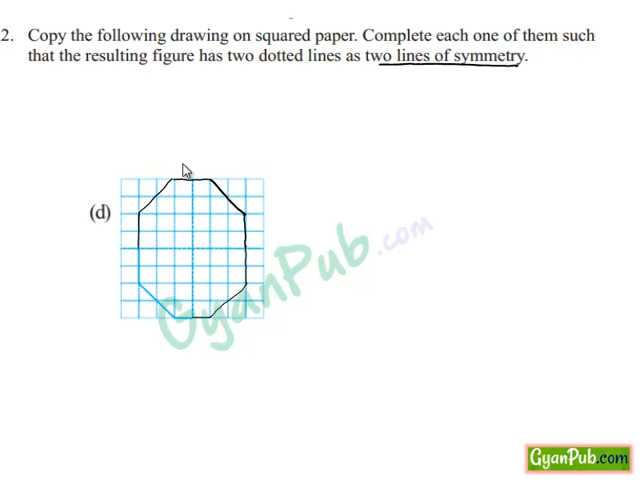 2. Copy the following drawing on squared paper. Complete each one of them such
that the resulting figure has two dotted lines as two lines of symmetry.
(d)
GyanPub.com
GyanPub.com